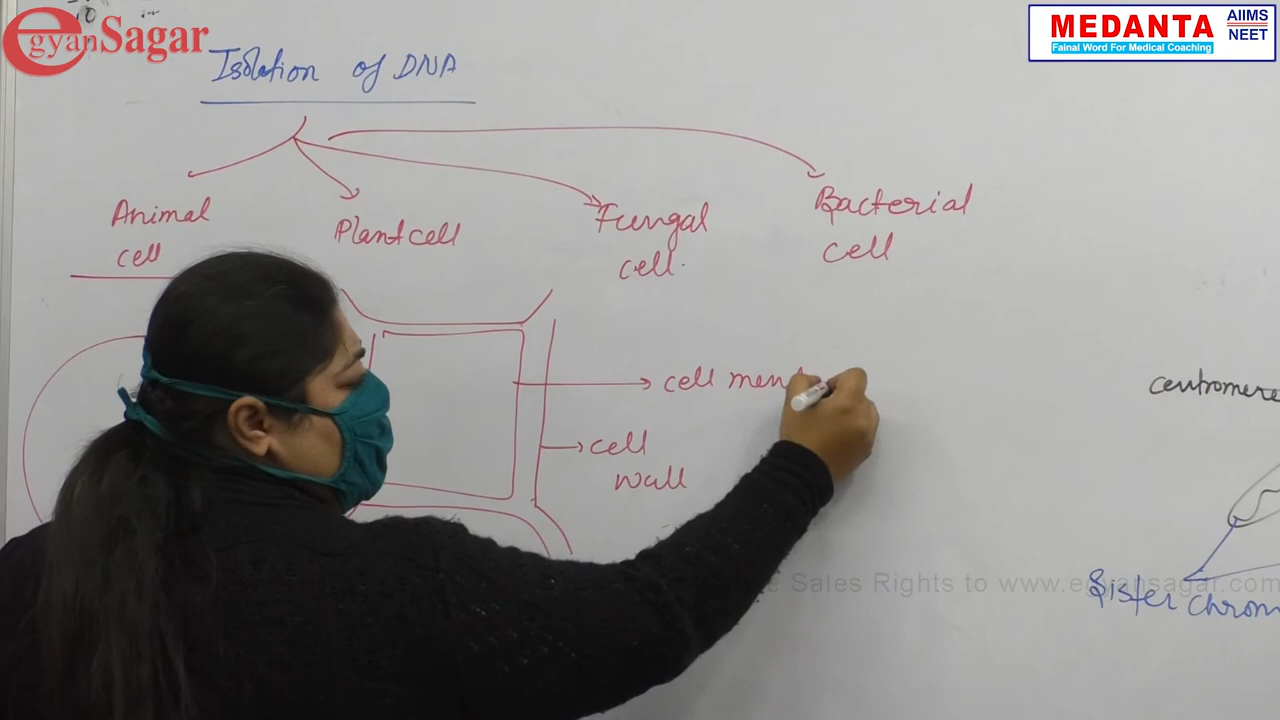 egyanSagar
MEDANTA
Falnal Word For Medical Coaching
AIIMS
NEET
Isolation of DNA
Animal
cell
Plant cell
Fungal
cell.
Bacterial
cell
cell mem
cell
wall
centromere
Sister chrom
Sales Rights to www.egyansagar.com